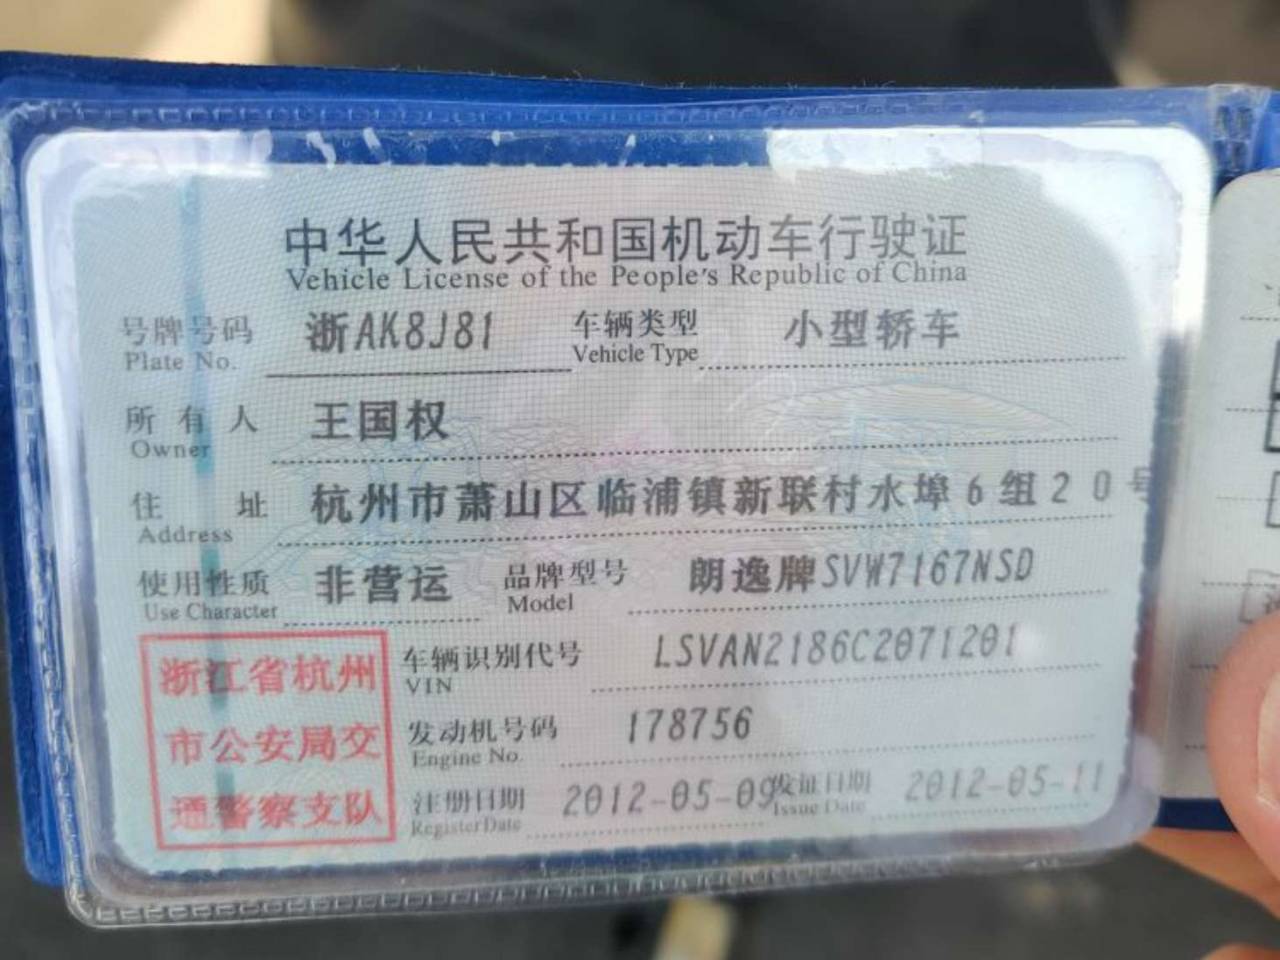 中华人民共和国机动车行驶证
Vehicle License of the People's Republic of China
号牌号码 浙AK8J81 车辆类型 小型轿车
Plate No. Vehicle Type
所有人 王国权
Owner
住址 杭州市萧山区临浦镇新联村水埠6组20号
Address
使用性质 非营运 品牌型号 朗逸牌SVW7167NSD
Use Character Model
浙江省杭州
市公安局交
通警察支队
车辆识别代号 LSVAN2186C2071201
VIN
发动机号码 178756
Engine No.
注册日期 2012-05-09 发证日期 2012-05-11
Register Date Issue Date